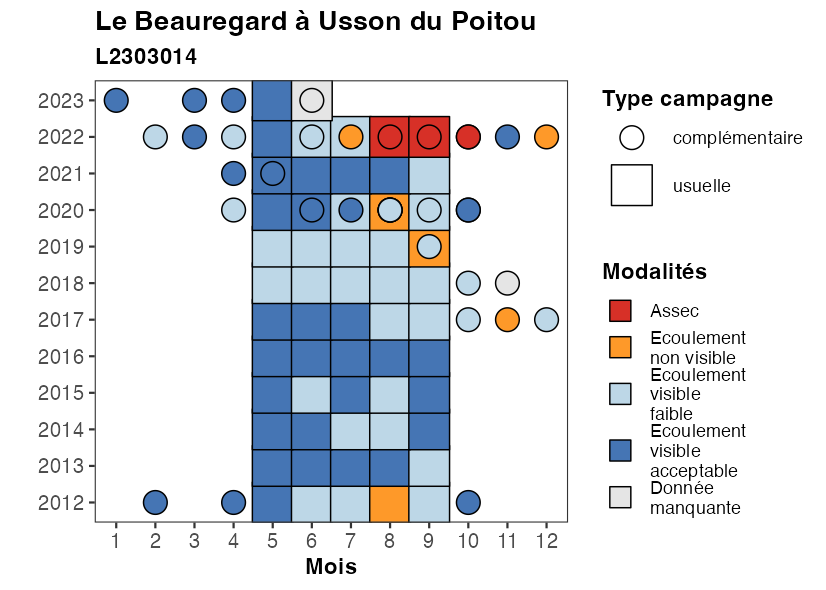 Le Beauregard à Usson du Poitou
L2303014
2023
2022
2021
2020
2019
2018
2017
2016
2015
2014
2013
2012
1 2 3 4 5 6 7 8 9 10 11 12
Mois
Type campagne
complémentaire
usuelle
Modalités
Assec
Ecoulement
non visible
Ecoulement
visible
faible
Ecoulement
visible
acceptable
Donnée
manquante